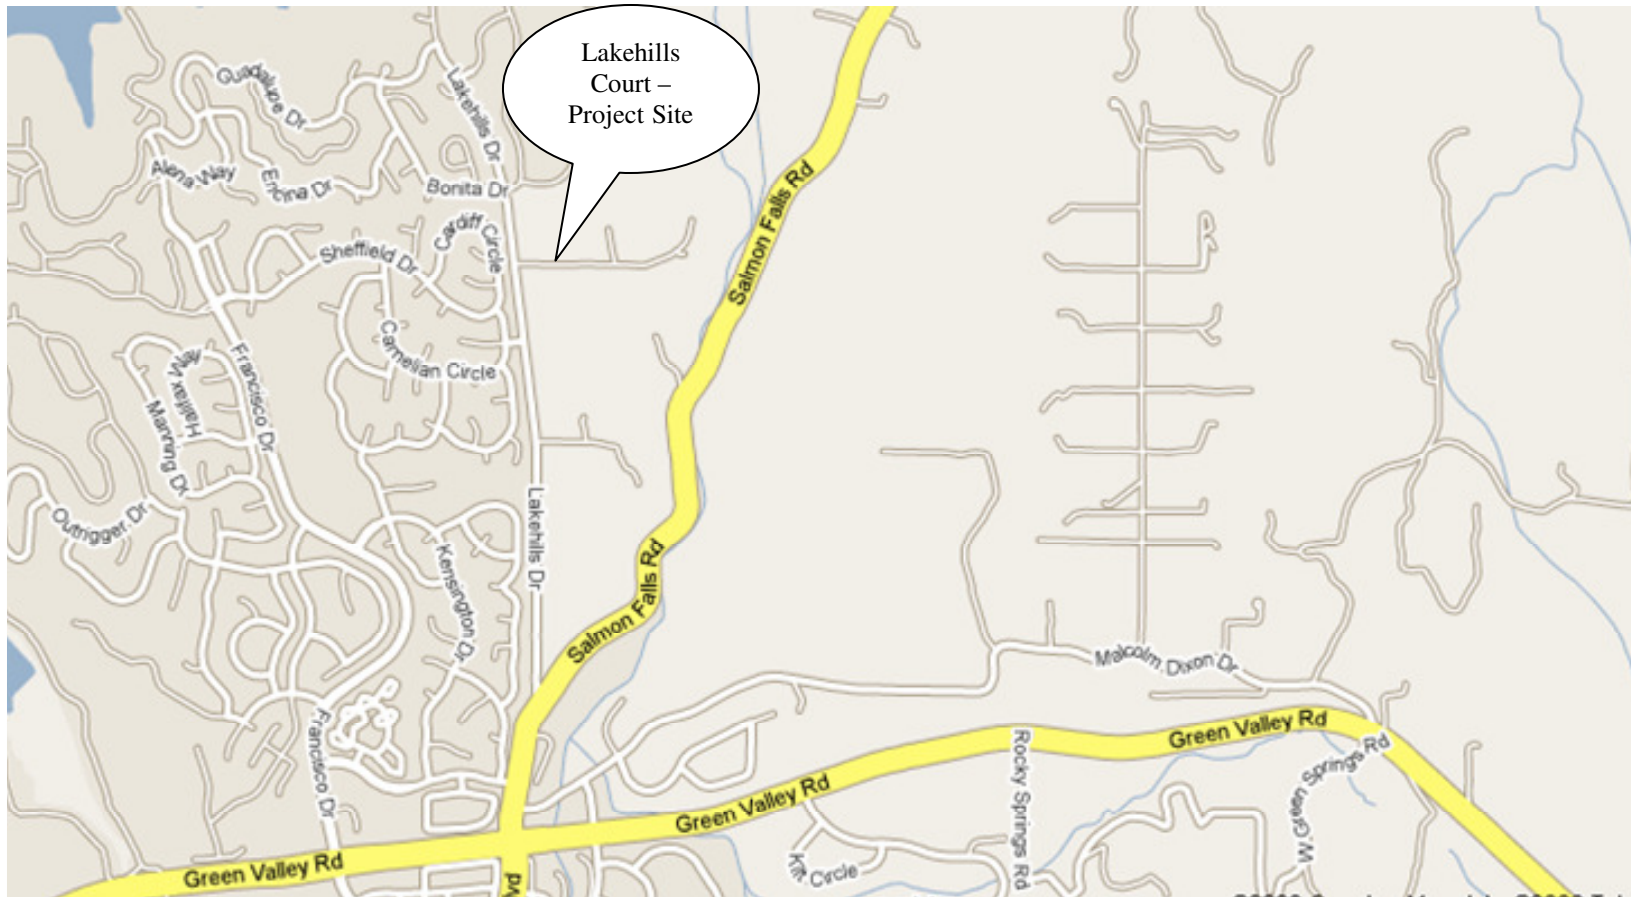 Lakehills
Court –
Project Site
Guadalupe Dr
Lakehills Dr
Alena Way
Encina Dr
Bonita Dr
Cardiff Circle
Sheffield Dr
Salmon Falls Rd
Carnelian Circle
Francisco Dr
Halifax Way
Manning Dr
Outrigger Dr
Kensington Dr
Lakehills Dr
Salmon Falls Rd
Malcolm Dixon Dr
Francisco Dr
Green Valley Rd
Rocky Springs Rd
Springs Rd
W Green
Green Valley Rd
Kilt Circle
Green Valley Rd